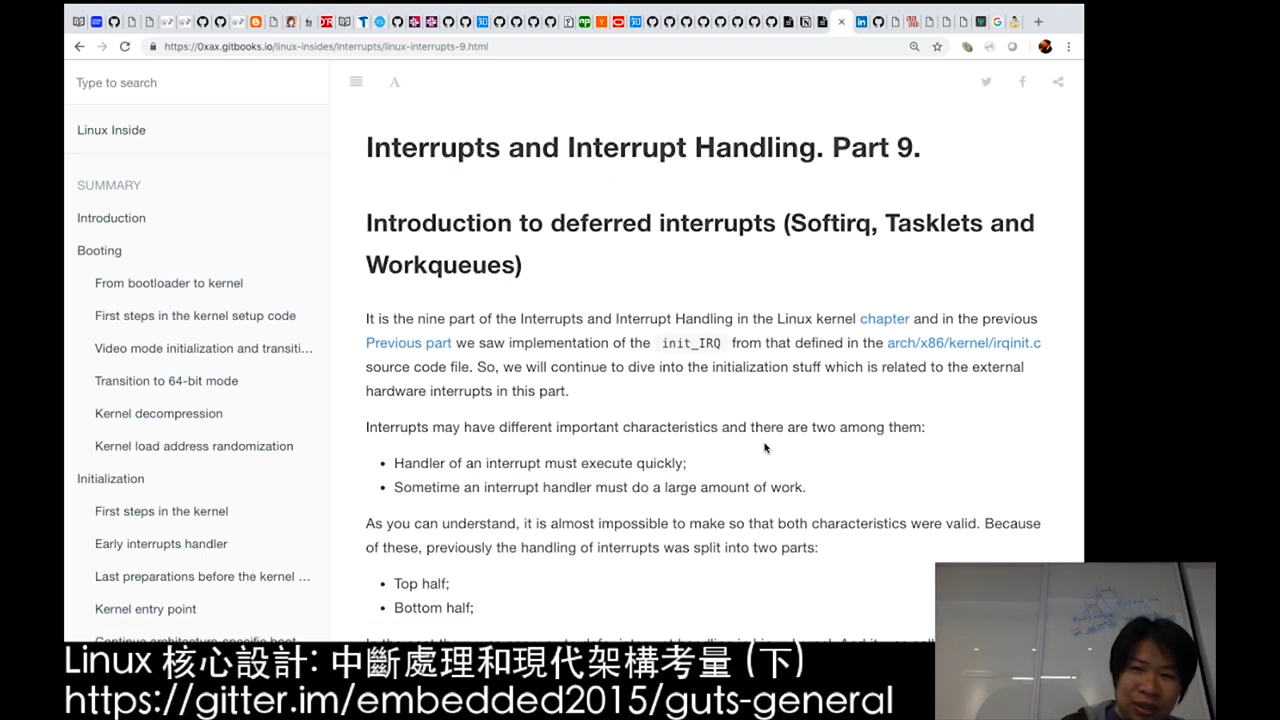 https://0xax.gitbooks.io/linux-insides/Interrupts/linux-interrupts-9.html
Type to search
A
Linux Inside
SUMMARY
Introduction
Booting
From bootloader to kernel
First steps in the kernel setup code
Video mode initialization and transiti...
Transition to 64-bit mode
Kernel decompression
Kernel load address randomization
Initialization
First steps in the kernel
Early interrupts handler
Last preparations before the kernel ...
Kernel entry point
Continue architecture-specific boot
Interrupts and Interrupt Handling. Part 9.
Introduction to deferred interrupts (Softirq, Tasklets and
Workqueues)
It is the nine part of the Interrupts and Interrupt Handling in the Linux kernel chapter and in the previous
Previous part we saw implementation of the init_IRQ from that defined in the arch/x86/kernel/irqinit.c
source code file. So, we will continue to dive into the initialization stuff which is related to the external
hardware interrupts in this part.
Interrupts may have different important characteristics and there are two among them:
• Handler of an interrupt must execute quickly;
• Sometime an interrupt handler must do a large amount of work.
As you can understand, it is almost impossible to make so that both characteristics were valid. Because
of these, previously the handling of interrupts was split into two parts:
• Top half;
• Bottom half;
Linux 核心設計: 中斷處理和現代架構考量 (下)
https://gitter.im/embedded2015/guts-general